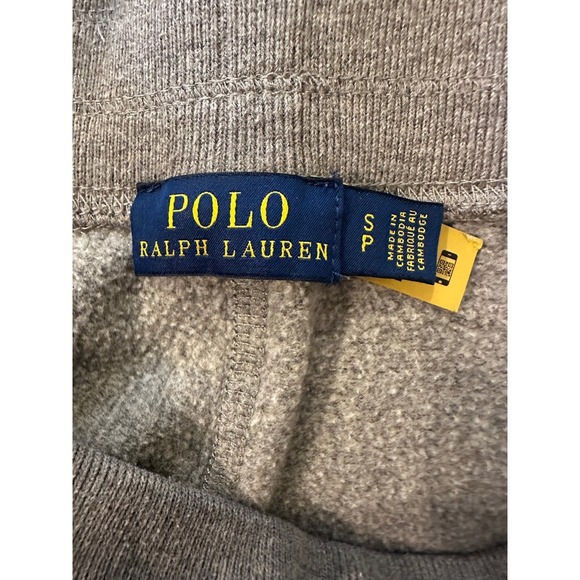 POLO
RALPH LAUREN
S
P
MADE IN
CAMBODIA
FABRIQUÉ AU
CAMBODGE